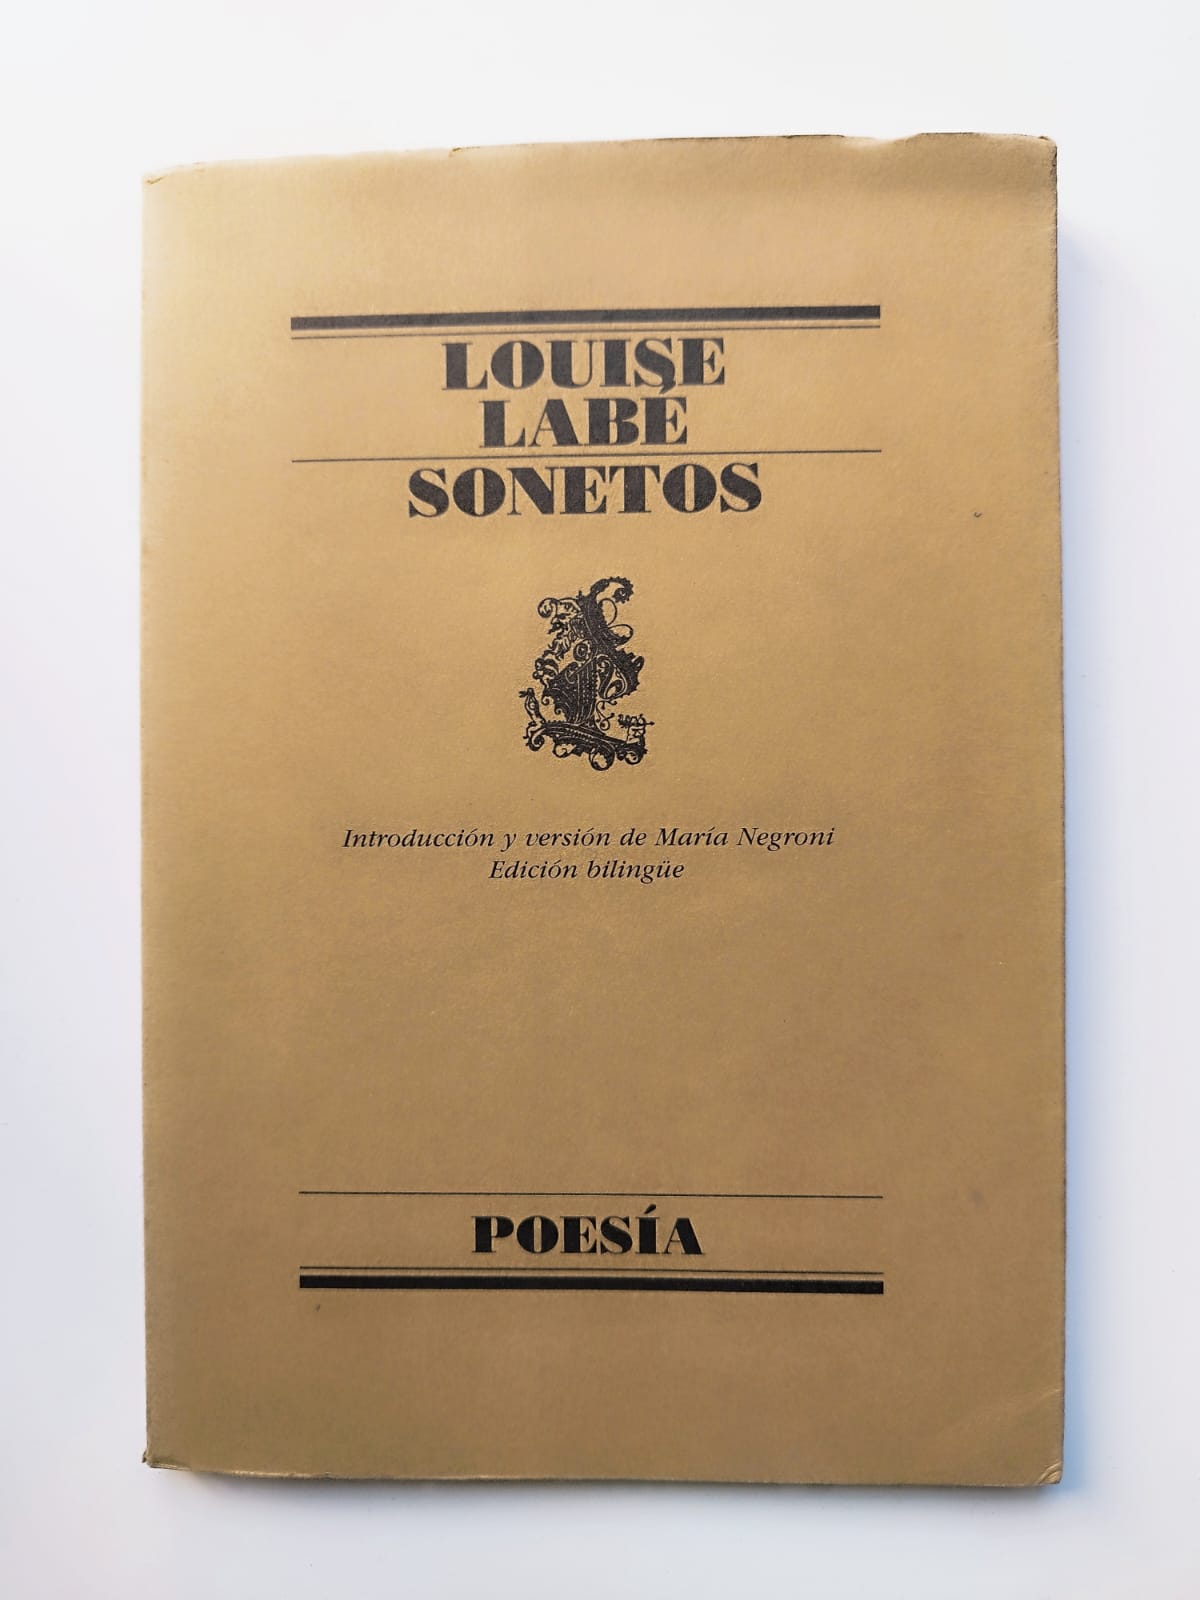 LOUISE
LABÉ
SONETOS
Introducción y versión de María Negroni
Edición bilingüe
POESÍA